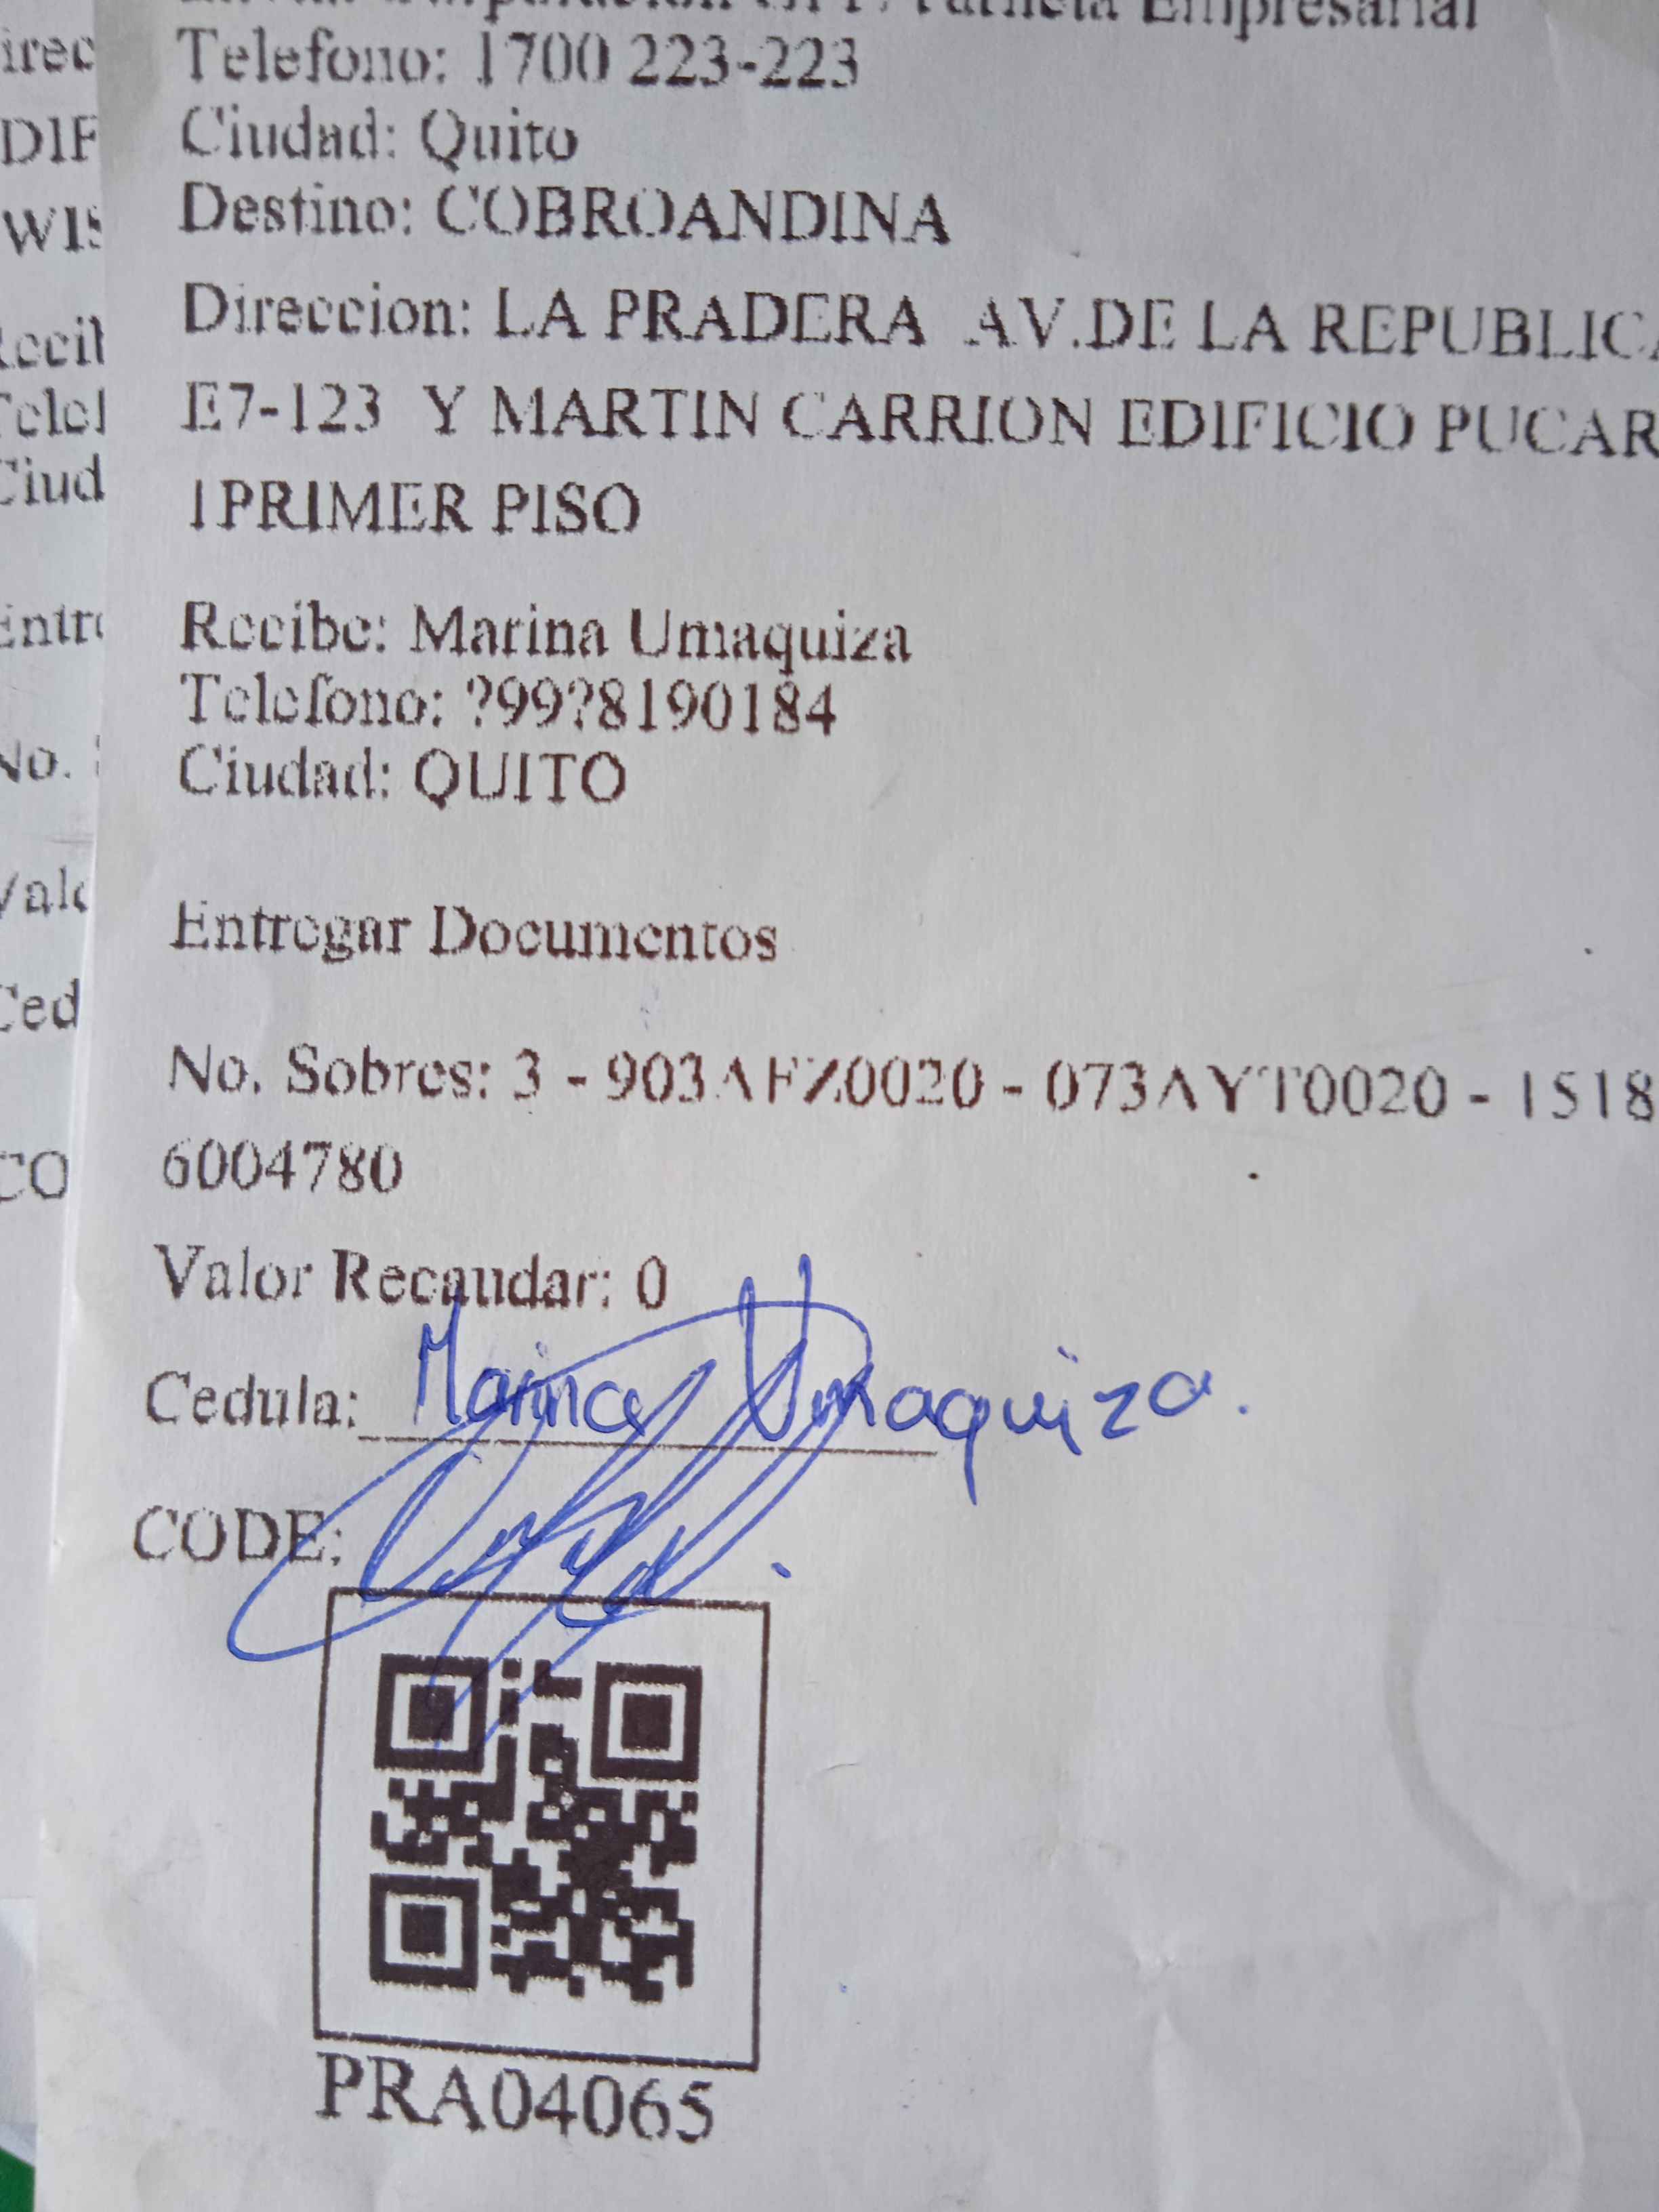 Empresarial
Telefono: 1700 223-223
Ciudad: Quito
Destino: COBROANDINA
Direccion: LA PRADERA AV.DE LA REPUBLICA
E7-123 Y MARTIN CARRION EDIFICIO PUCAR
1PRIMER PISO
Recibe: Marina Umaquiza
Telefono: ?99?8190184
Ciudad: QUITO
Entregar Documentos
No. Sobres: 3 - 903AFZ0020 - 073AYT0020 - 1518
6004780
Valor Recaudar: 0
Cedula: Marina Umaquiza.
CODE:
PRA04065